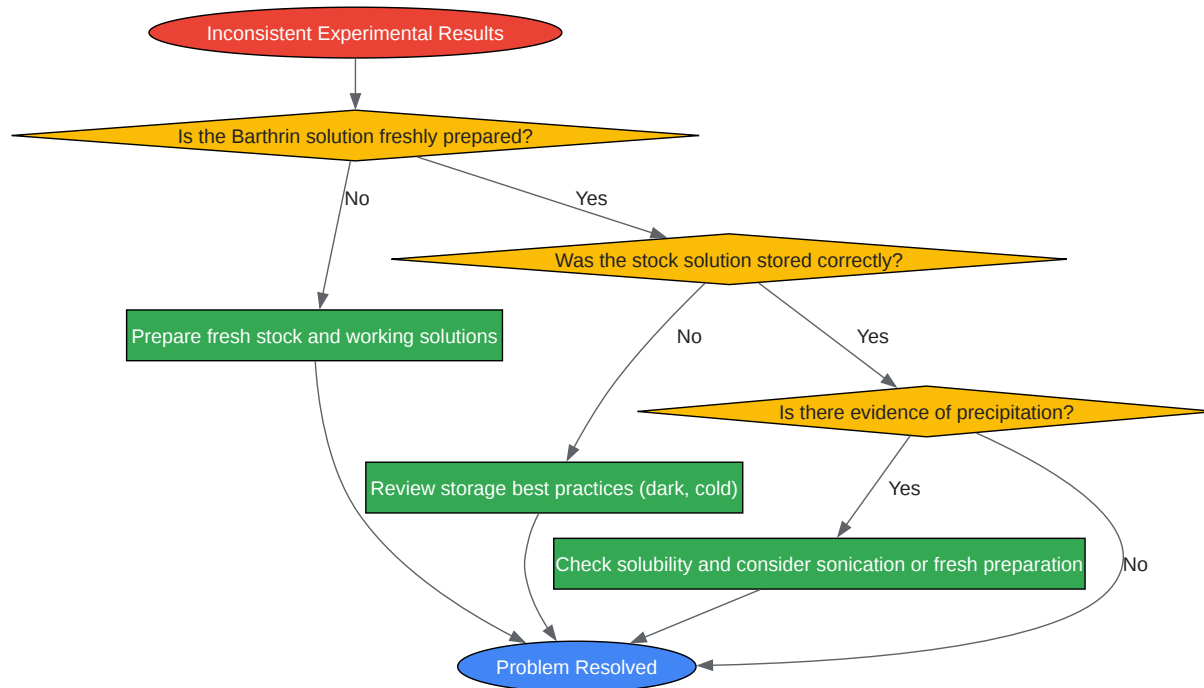 Inconsistent Experimental Results
Is the Barthrin solution freshly prepared?
No
Yes
Was the stock solution stored correctly?
Prepare fresh stock and working solutions
No
Yes
Is there evidence of precipitation?
Review storage best practices (dark, cold)
Yes
Check solubility and consider sonication or fresh preparation
No
Problem Resolved